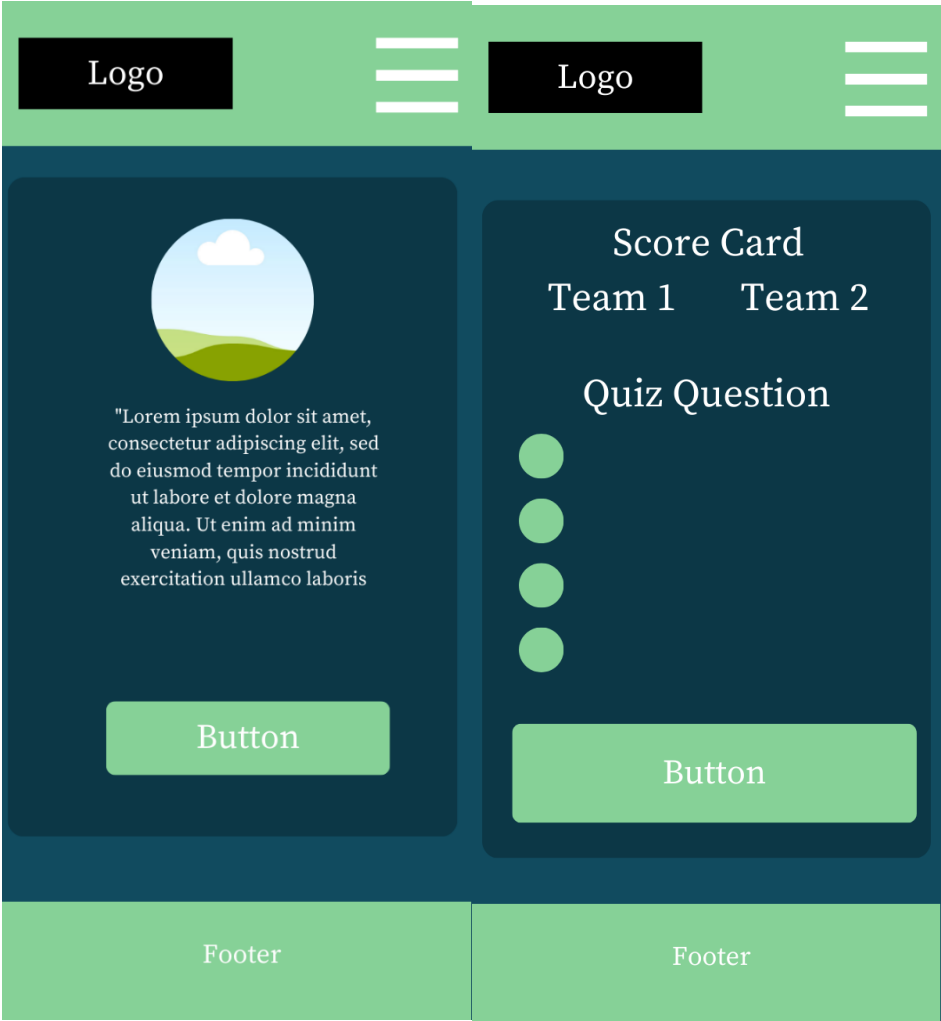 Logo
"Lorem ipsum dolor sit amet,
consectetur adipiscing elit, sed
do eiusmod tempor incididunt
ut labore et dolore magna
aliqua. Ut enim ad minim
veniam, quis nostrud
exercitation ullamco laboris
Button
Footer
Logo
Score Card
Team 1 Team 2
Quiz Question
Button
Footer